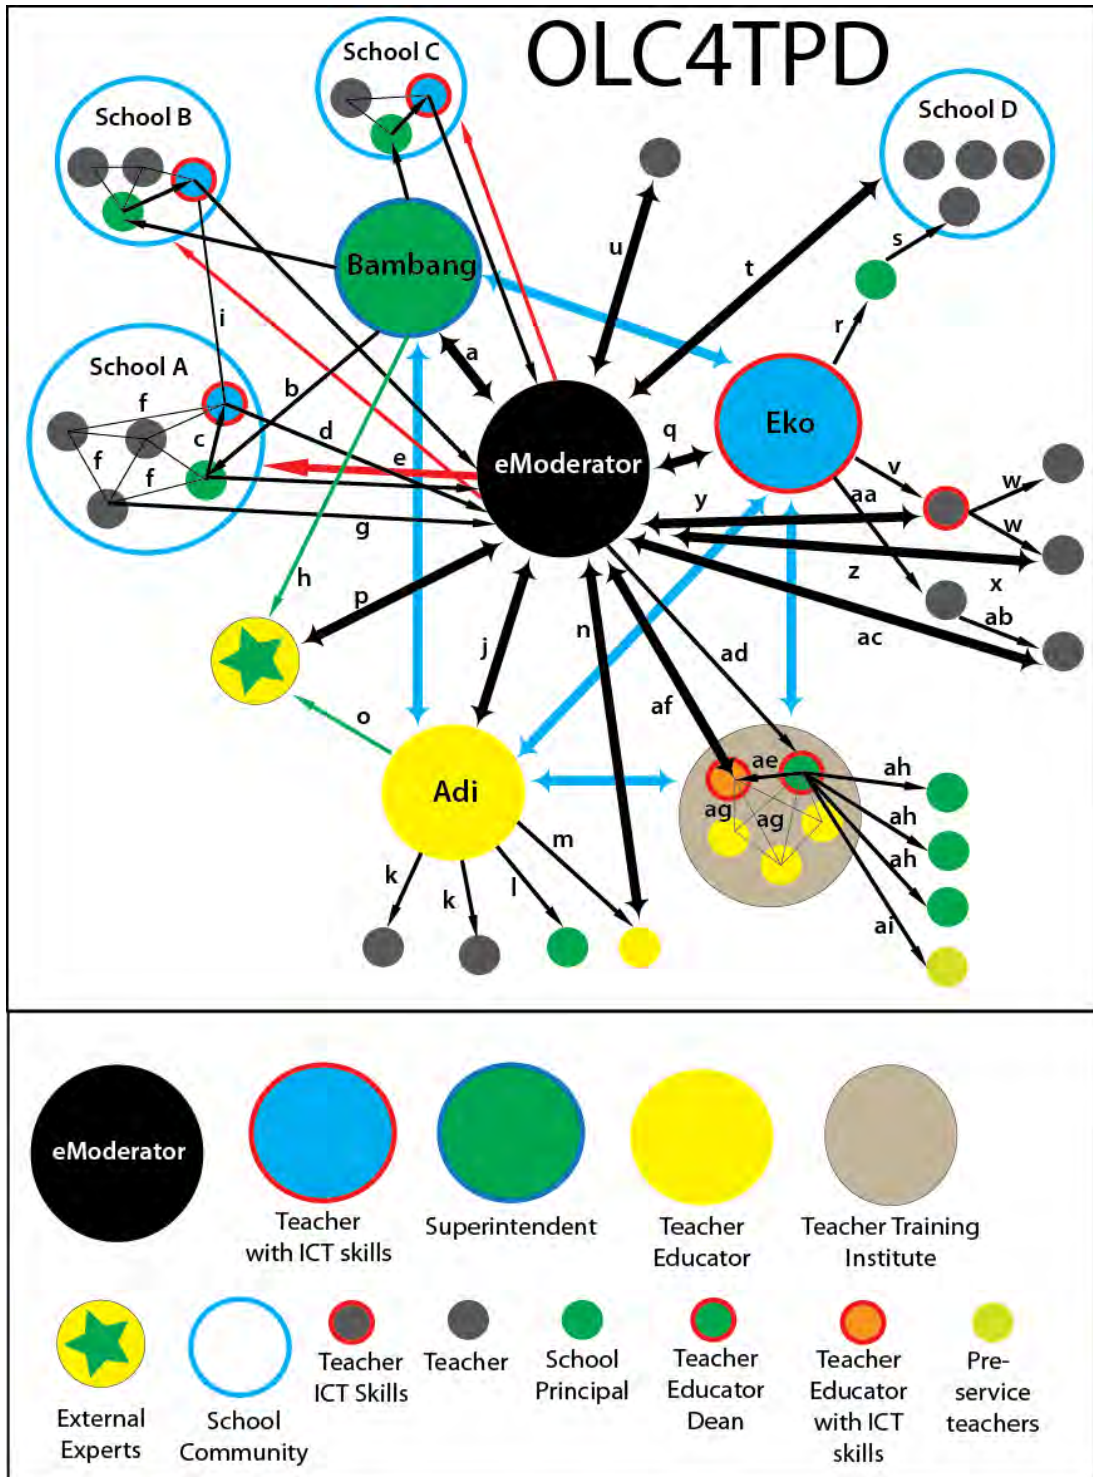 OLC4TPD
School C
School B
School D
Bambang
u
t
s
r
i
a
School A
b
f
Eko
q
c
d
f
f
e
eModerator
v
w
y
aa
w
g
z
x
h
p
n
ab
j
ac
ad
af
o
ae
Adi
ah
ag
ag
ah
m
k
l
ah
k
ai
eModerator
Teacher
with ICT skills
Superintendent
Teacher
Educator
Teacher Training
Institute
External
Experts
School
Community
Teacher
ICT Skills
Teacher
School
Principal
Teacher
Educator
Dean
Teacher
Educator
with ICT
skills
Pre-
service
teachers